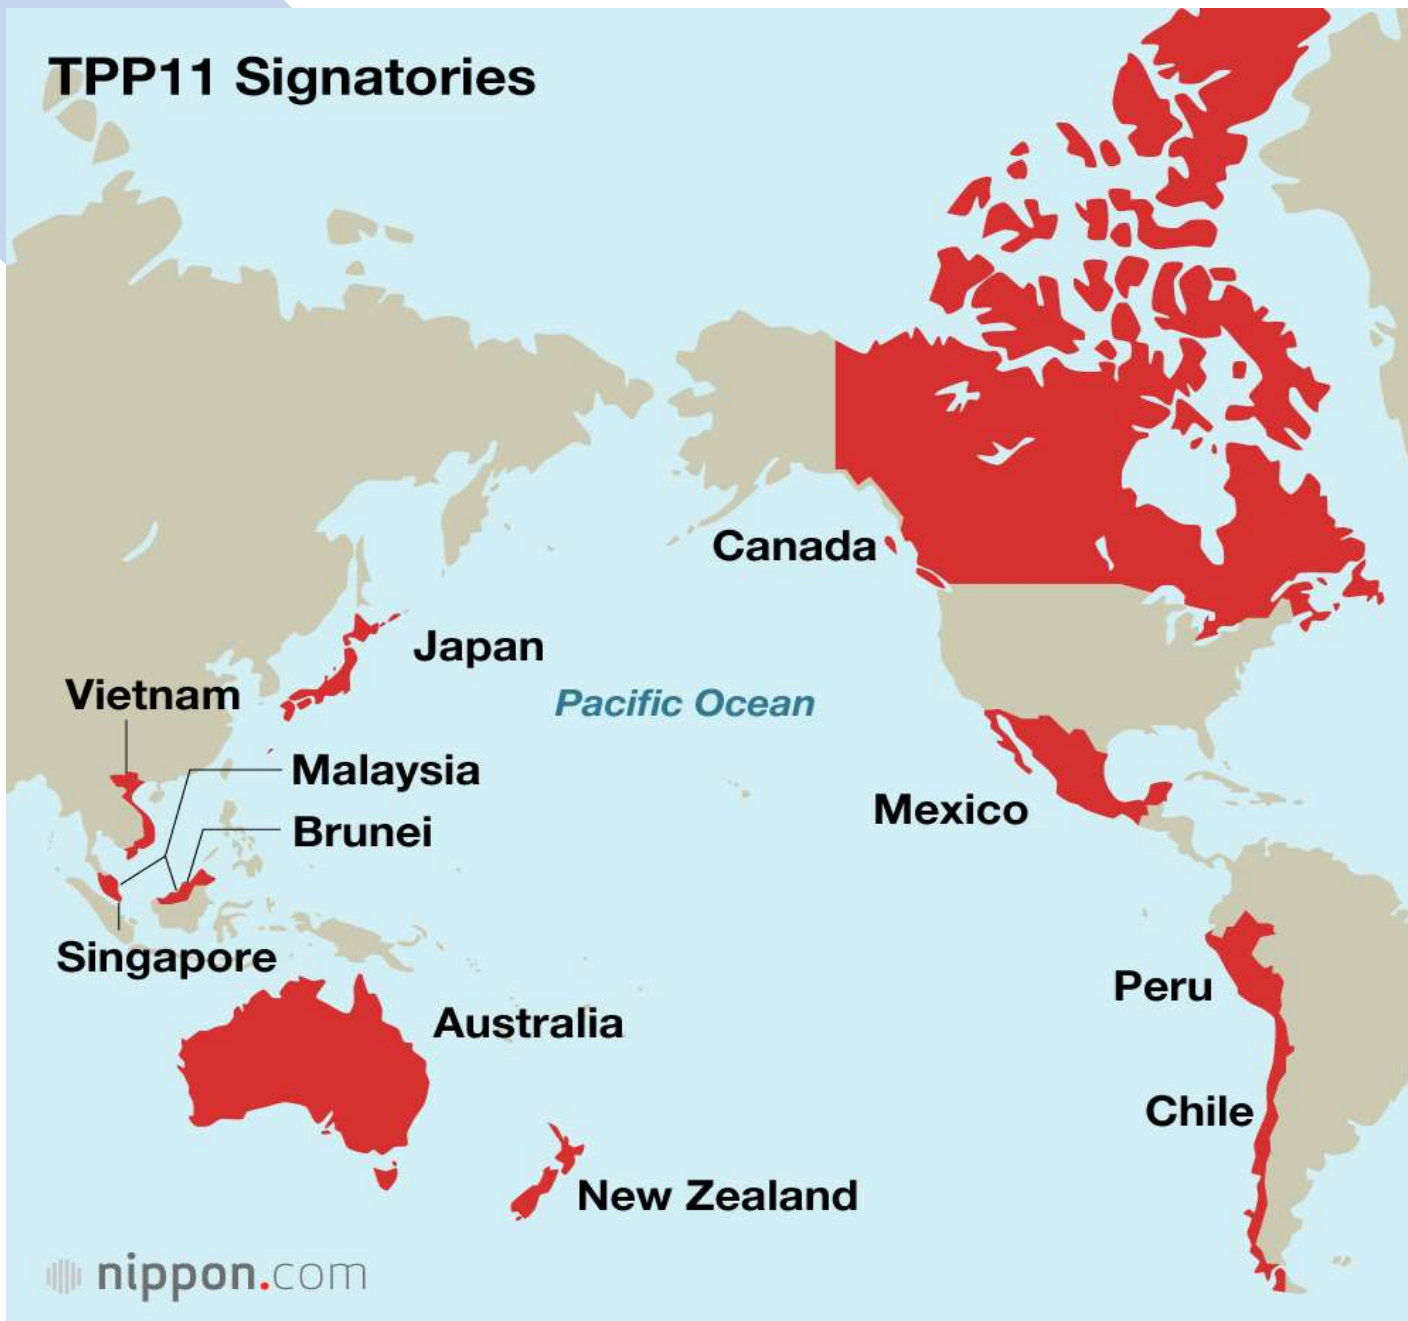 TPP11 Signatories
Canada
Japan
Vietnam
Pacific Ocean
Malaysia
Mexico
Brunei
Singapore
Peru
Australia
Chile
New Zealand
nippon.com